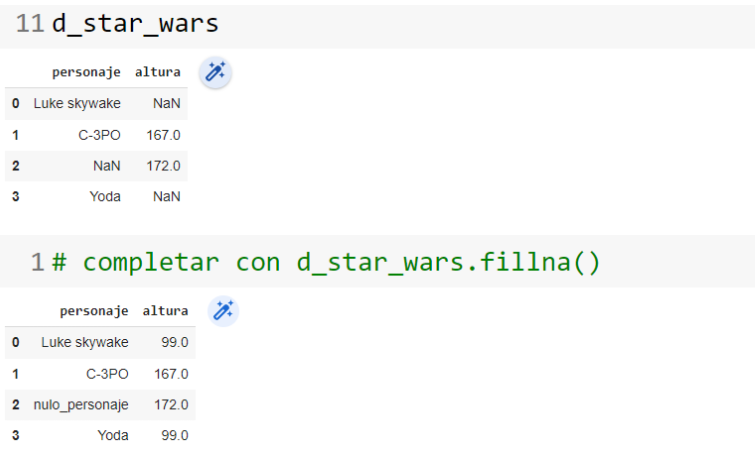 11 d_star_wars
personaje altura
0 Luke skywake NaN
1 C-3PO 167.0
2 NaN 172.0
3 Yoda NaN
1 # completar con d_star_wars.fillna()
personaje altura
0 Luke skywake 99.0
1 C-3PO 167.0
2 nulo_personaje 172.0
3 Yoda 99.0